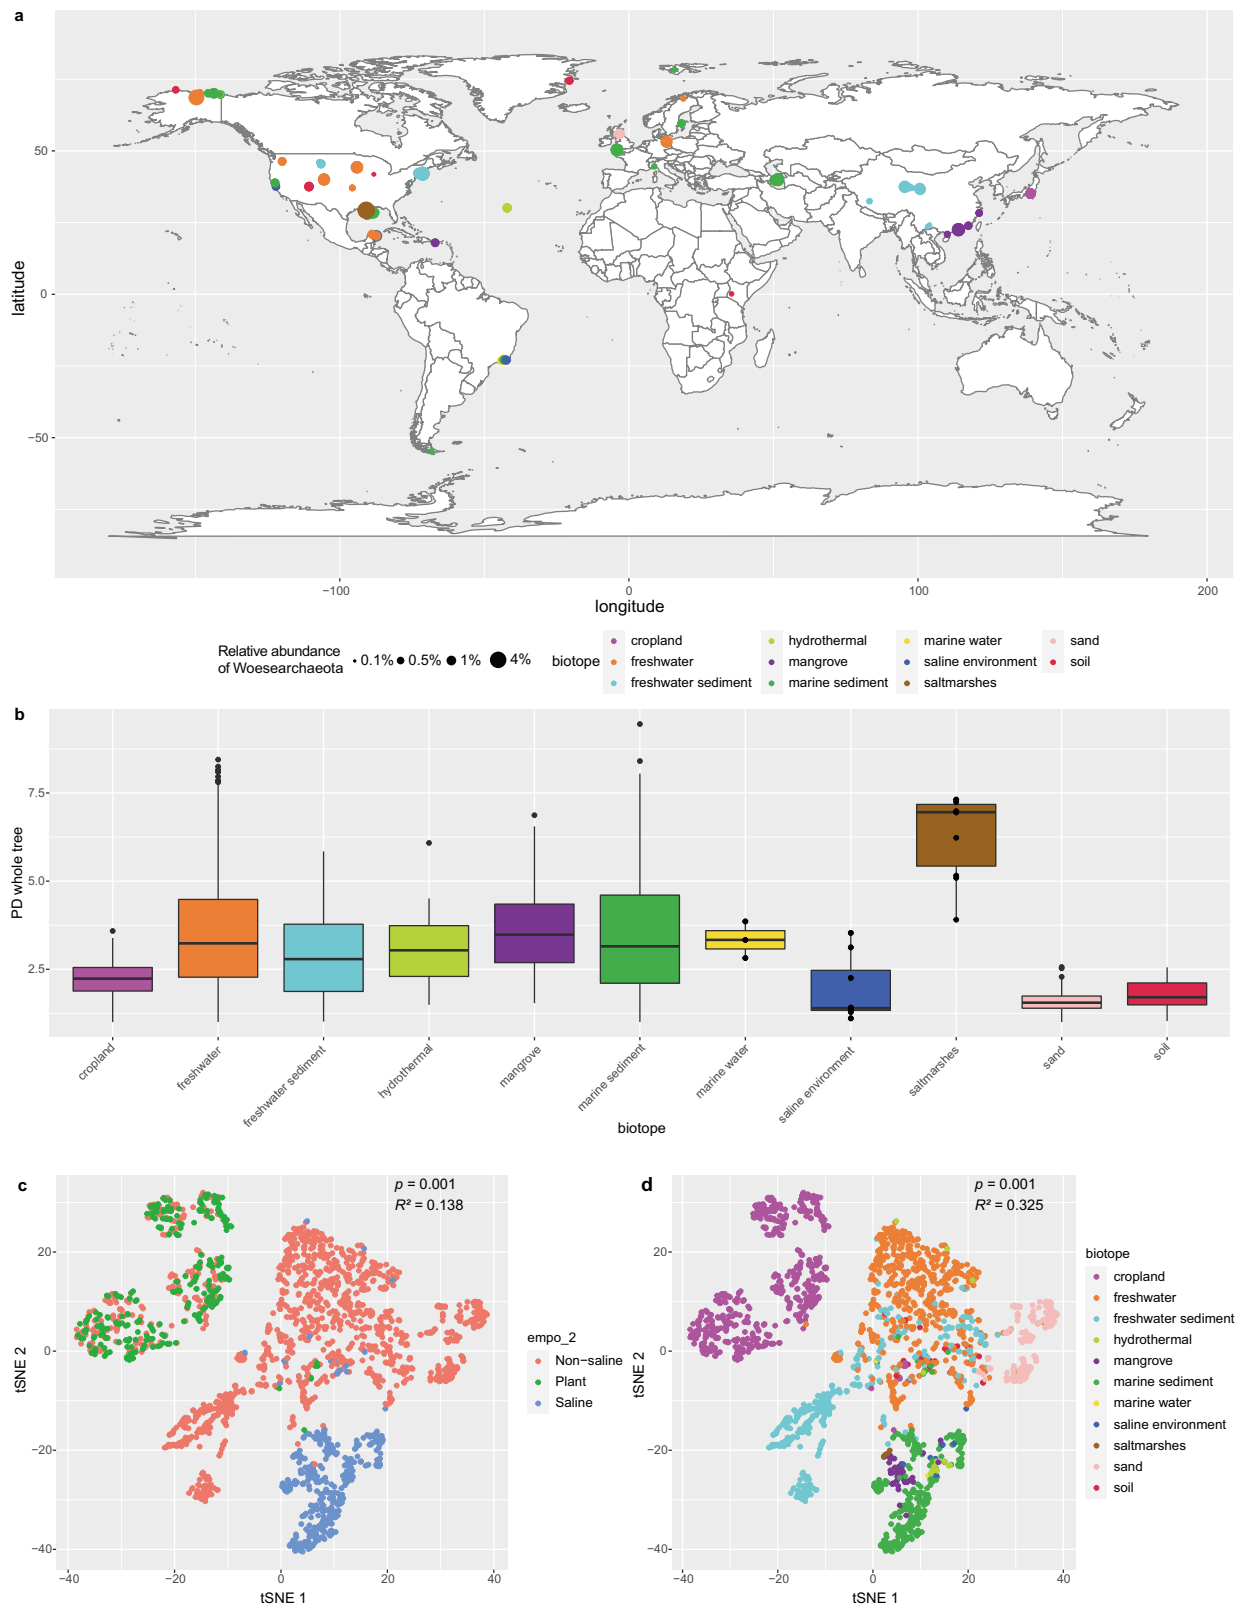 a
50
0
−50
latitude
−100
0
100
200
longitude
Relative abundance
of Woesearchaeota
0.1%
0.5%
1%
4%
biotope
cropland
freshwater
freshwater sediment
hydrothermal
mangrove
marine sediment
marine water
saline environment
saltmarshes
sand
soil
b
7.5
5.0
2.5
PD whole tree
cropland
freshwater
freshwater sediment
hydrothermal
mangrove
marine sediment
marine water
saline environment
saltmarshes
sand
soil
biotope
c
p = 0.001
R² = 0.138
20
0
−20
−40
tSNE 2
−40
−20
0
20
40
tSNE 1
empo_2
Non−saline
Plant
Saline
d
p = 0.001
R² = 0.325
20
0
−20
−40
tSNE 2
−40
−20
0
20
40
tSNE 1
biotope
cropland
freshwater
freshwater sediment
hydrothermal
mangrove
marine sediment
marine water
saline environment
saltmarshes
sand
soil